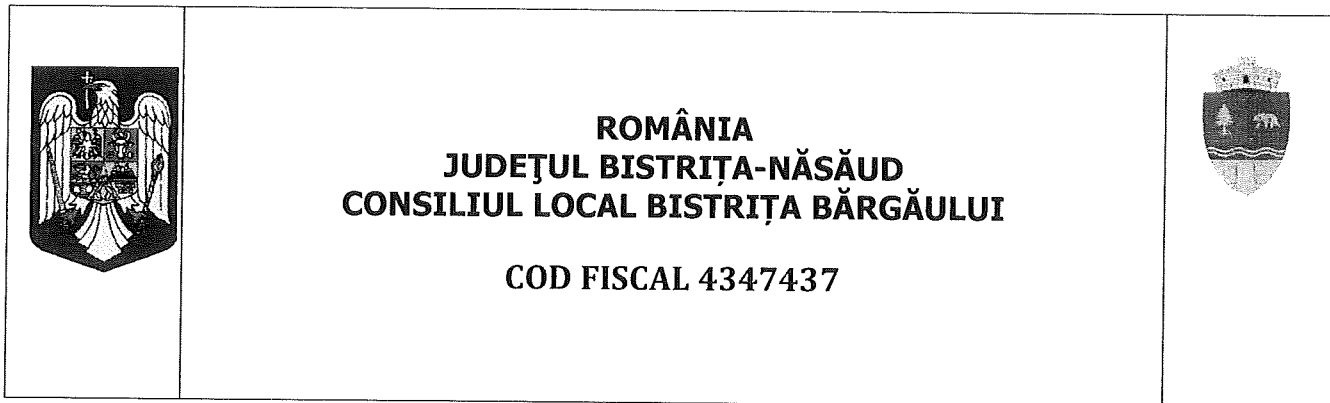 ROMÂNIA
JUDEŢUL BISTRIȚA-NĂSĂUD
CONSILIUL LOCAL BISTRIȚA BÂRGĂULUI
COD FISCAL 4347437